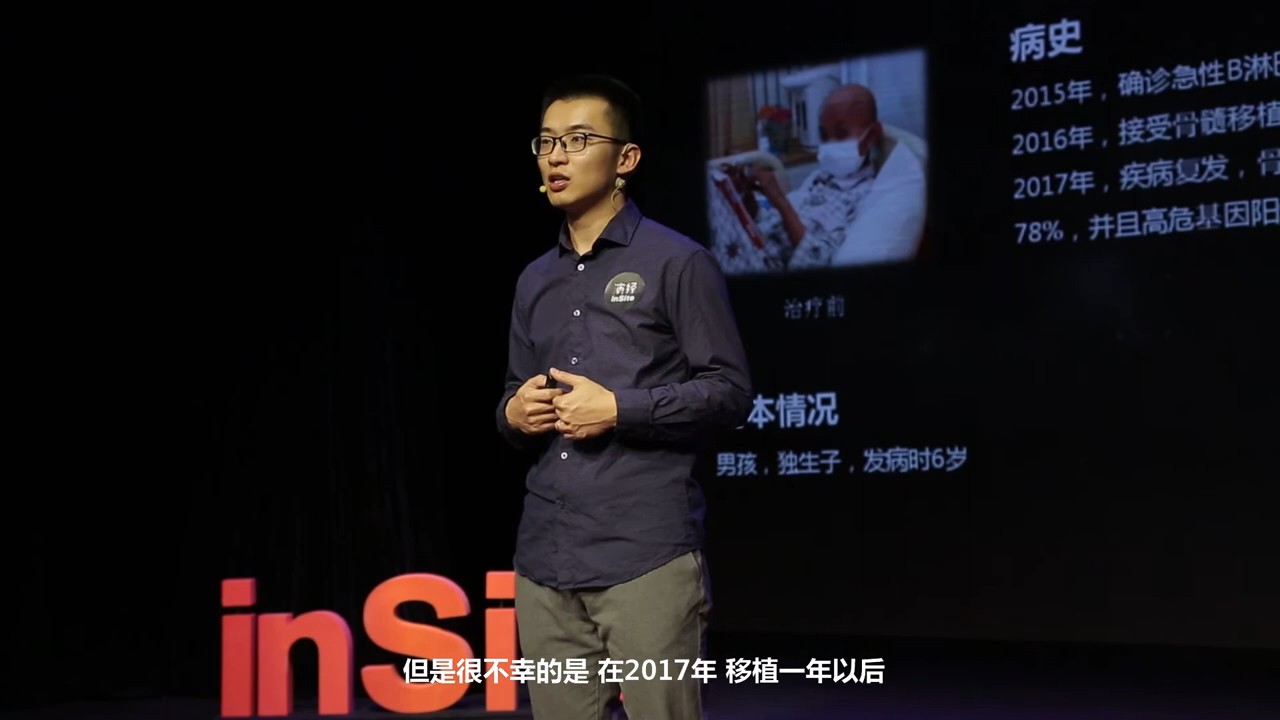 病史
2015年，确诊急性B淋
2016年，接受骨髓移植
2017年，疾病复发，骨
78%，并且高危基因阳
治疗前
本情况
男孩，独生子，发病时6岁
inSite
inSi
但是很不幸的是 在2017年 移植一年以后